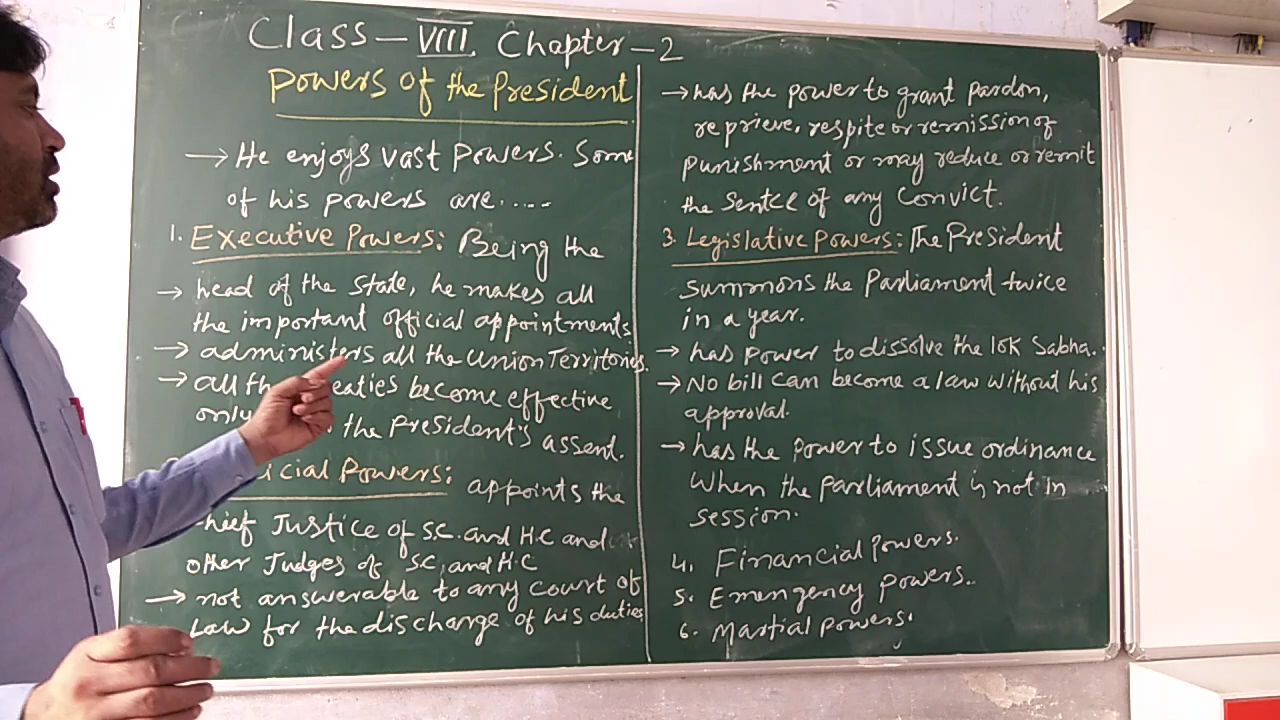 Class – VIII. Chapter – 2
Powers of the President
→ He enjoys vast powers. Some
of his powers are.....
1. Executive Powers: Being the
→ head of the state, he makes all
the important official appointments.
→ administers all the Union Territories.
→ all the eaties become effective
only the President's assent.
icial Powers: appoints the
hief Justice of S.C. and H.C and
other Judges of SC, and H.C
→ not answerable to any court of
law for the discharge of his duties
→ has the power to grant pardon,
reprieve, respite or remission of
punishment or may reduce or remit
the sentce of any convict.
3. Legislative Powers: The President
summons the Parliament twice
in a year.
→ has power to dissolve the lok Sabha.
→ No bill can become a law without his
approval.
→ has the power to issue ordinance
when the parliament is not in
session.
4. Financial Powers.
5. Emergency powers..
6. Martial powers.